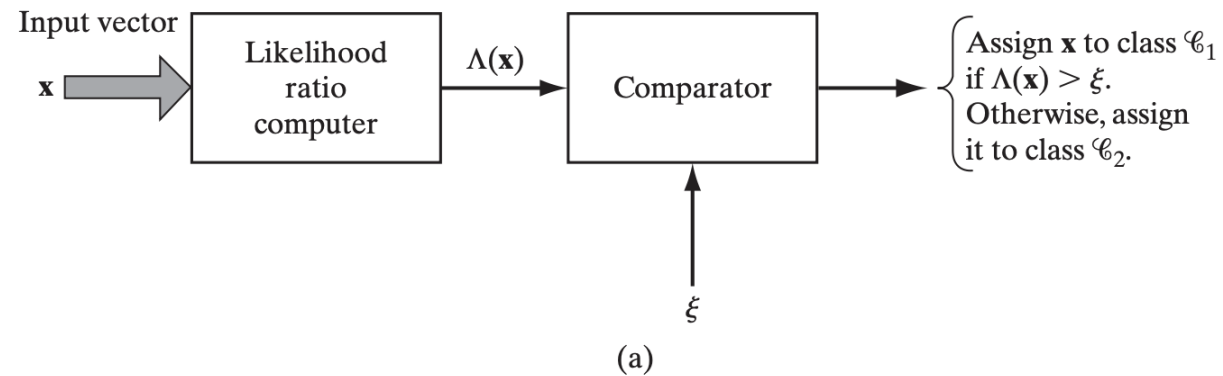 Input vector
x
Likelihood
ratio
computer
Λ(x)
Comparator
Assign x to class 𝒞₁
if Λ(x) > ξ.
Otherwise, assign
it to class 𝒞₂.
ξ
(a)